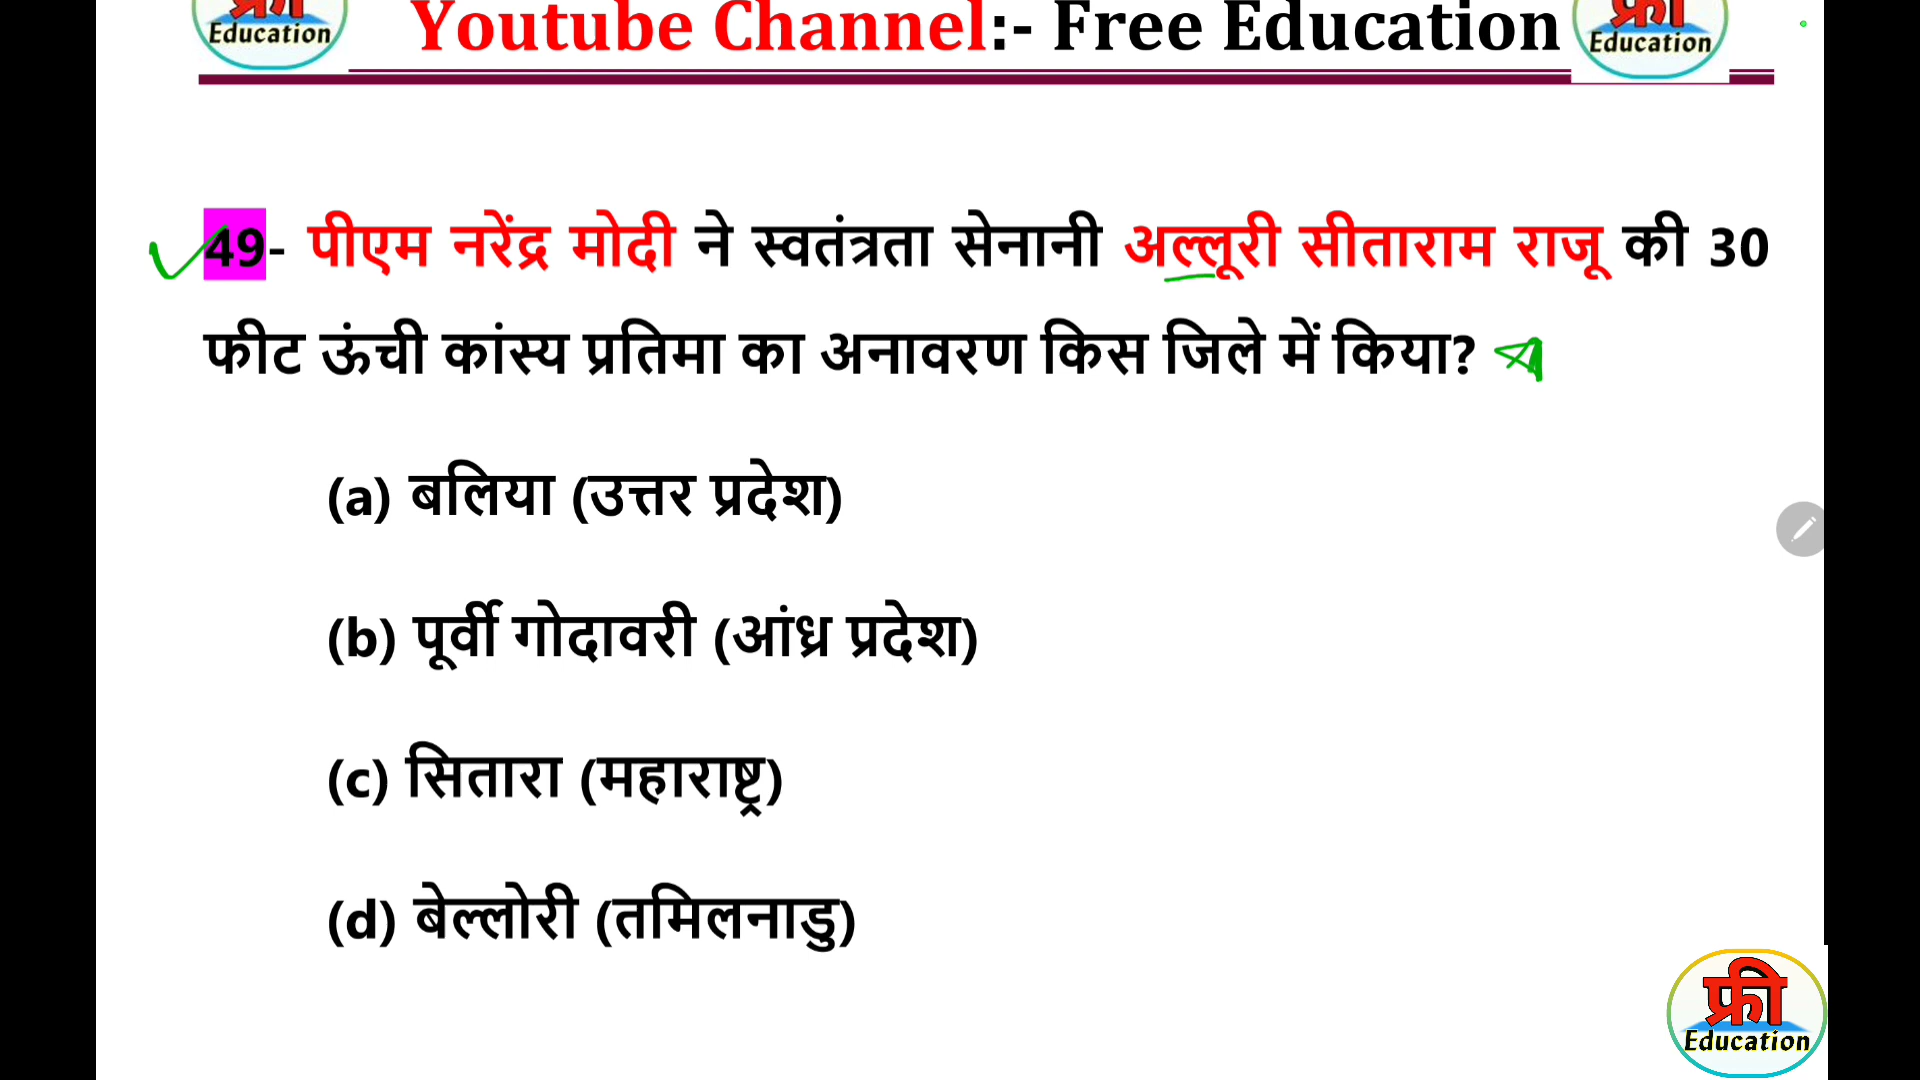 फ्री
Education
Youtube Channel:- Free Education
फ्री
Education
49- पीएम नरेंद्र मोदी ने स्वतंत्रता सेनानी अल्लूरी सीताराम राजू की 30
फीट ऊंची कांस्य प्रतिमा का अनावरण किस जिले में किया?
(a) बलिया (उत्तर प्रदेश)
(b) पूर्वी गोदावरी (आंध्र प्रदेश)
(c) सितारा (महाराष्ट्र)
(d) बेल्लोरी (तमिलनाडु)
फ्री
Education